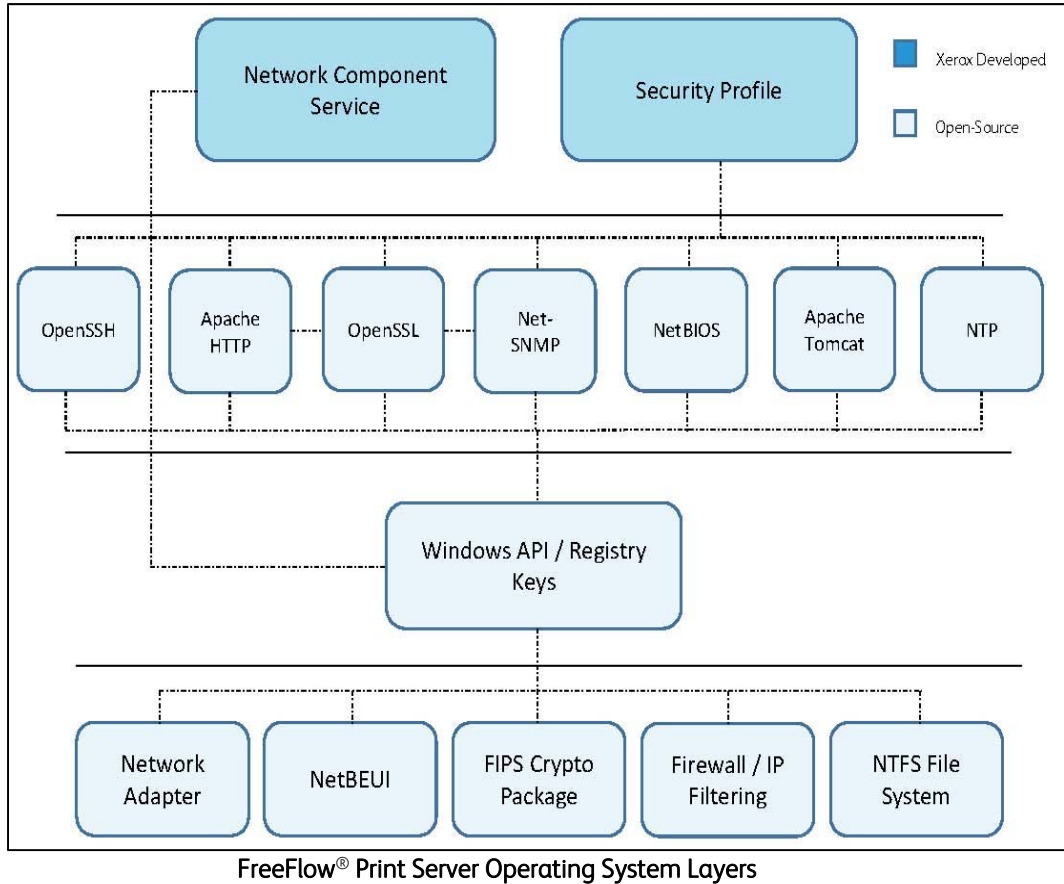 Network Component
Service
Security Profile
Xerox Developed
Open-Source
OpenSSH
Apache
HTTP
OpenSSL
Net-
SNMP
NetBIOS
Apache
Tomcat
NTP
Windows API / Registry
Keys
Network
Adapter
NetBEUI
FIPS Crypto
Package
Firewall / IP
Filtering
NTFS File
System
FreeFlow® Print Server Operating System Layers